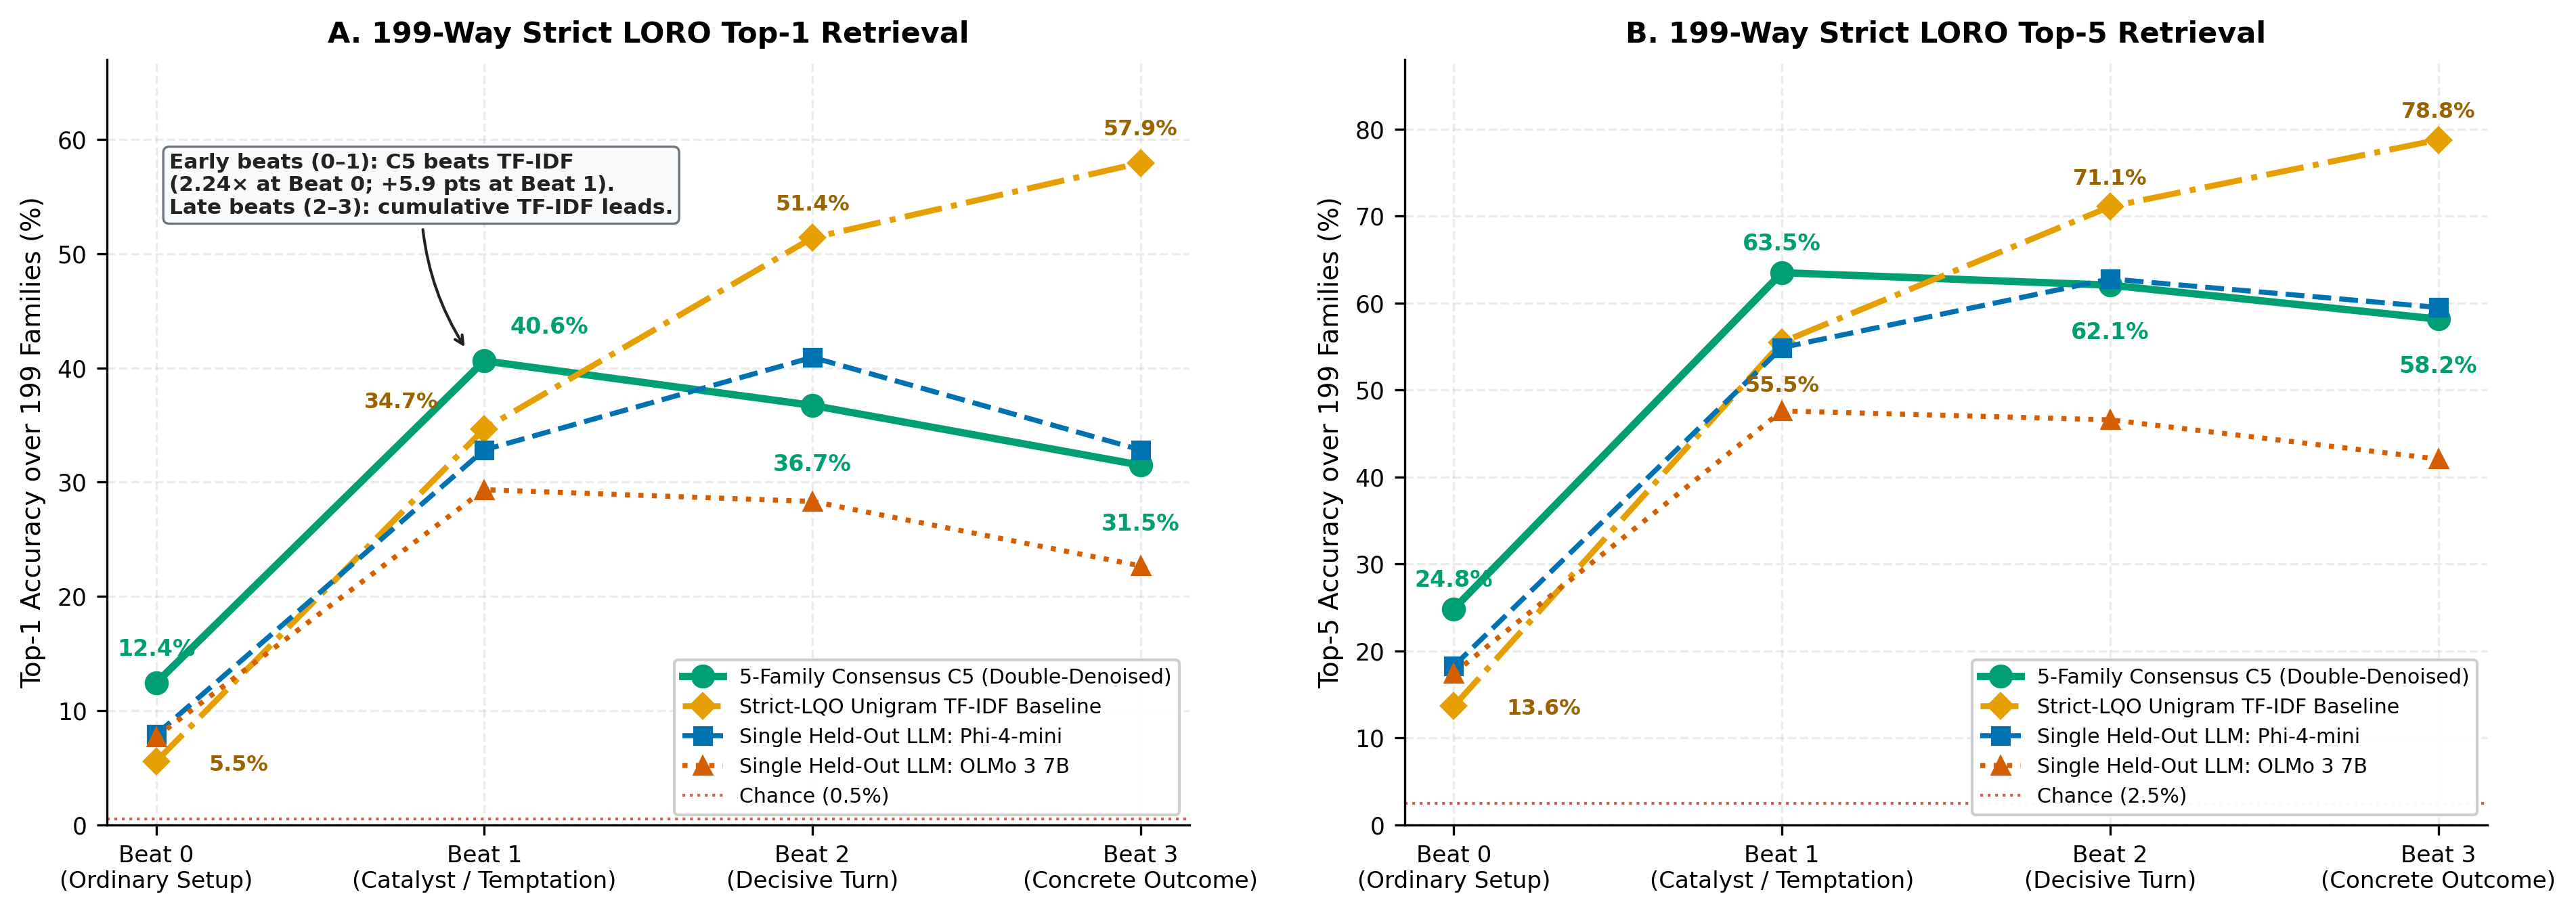 A. 199-Way Strict LORO Top-1 Retrieval
Top-1 Accuracy over 199 Families (%)
60
50
40
30
20
10
0
Early beats (0–1): C5 beats TF-IDF
(2.24× at Beat 0; +5.9 pts at Beat 1).
Late beats (2–3): cumulative TF-IDF leads.
57.9%
51.4%
40.6%
34.7%
36.7%
31.5%
12.4%
5.5%
5-Family Consensus C5 (Double-Denoised)
Strict-LQO Unigram TF-IDF Baseline
Single Held-Out LLM: Phi-4-mini
Single Held-Out LLM: OLMo 3 7B
Chance (0.5%)
Beat 0
(Ordinary Setup)
Beat 1
(Catalyst / Temptation)
Beat 2
(Decisive Turn)
Beat 3
(Concrete Outcome)
B. 199-Way Strict LORO Top-5 Retrieval
Top-5 Accuracy over 199 Families (%)
80
70
60
50
40
30
20
10
0
78.8%
71.1%
63.5%
62.1%
58.2%
55.5%
24.8%
13.6%
5-Family Consensus C5 (Double-Denoised)
Strict-LQO Unigram TF-IDF Baseline
Single Held-Out LLM: Phi-4-mini
Single Held-Out LLM: OLMo 3 7B
Chance (2.5%)
Beat 0
(Ordinary Setup)
Beat 1
(Catalyst / Temptation)
Beat 2
(Decisive Turn)
Beat 3
(Concrete Outcome)